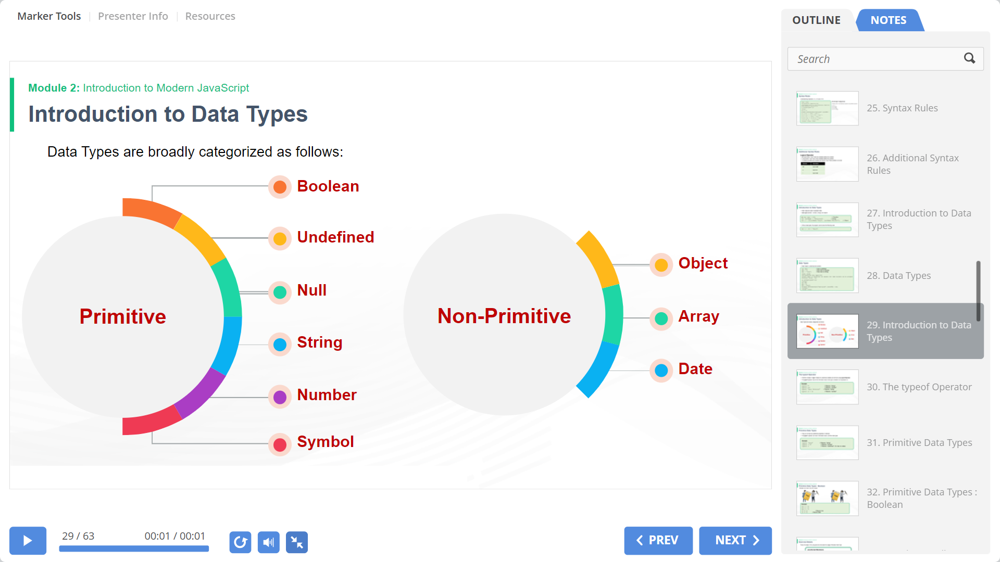 Marker Tools
Presenter Info
Resources
OUTLINE
NOTES
Search
Module 2: Introduction to Modern JavaScript
Introduction to Data Types
Data Types are broadly categorized as follows:
Boolean
Undefined
Null
Primitive
String
Number
Symbol
Non-Primitive
Object
Array
Date
25. Syntax Rules
26. Additional Syntax
Rules
27. Introduction to Data
Types
28. Data Types
29. Introduction to Data
Types
30. The typeof Operator
31. Primitive Data Types
32. Primitive Data Types :
Boolean
29 / 63
00:01 / 00:01
PREV
NEXT